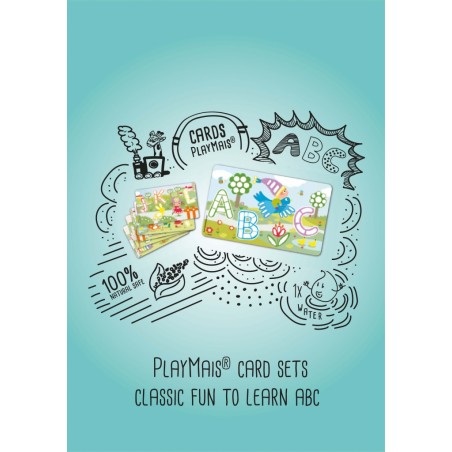 CARDS
PLAYMAIS®
ABC
A B C
100%
NATURAL SAFE
1X
WATER
PLAYMAIS® CARD SETS
CLASSIC FUN TO LEARN ABC